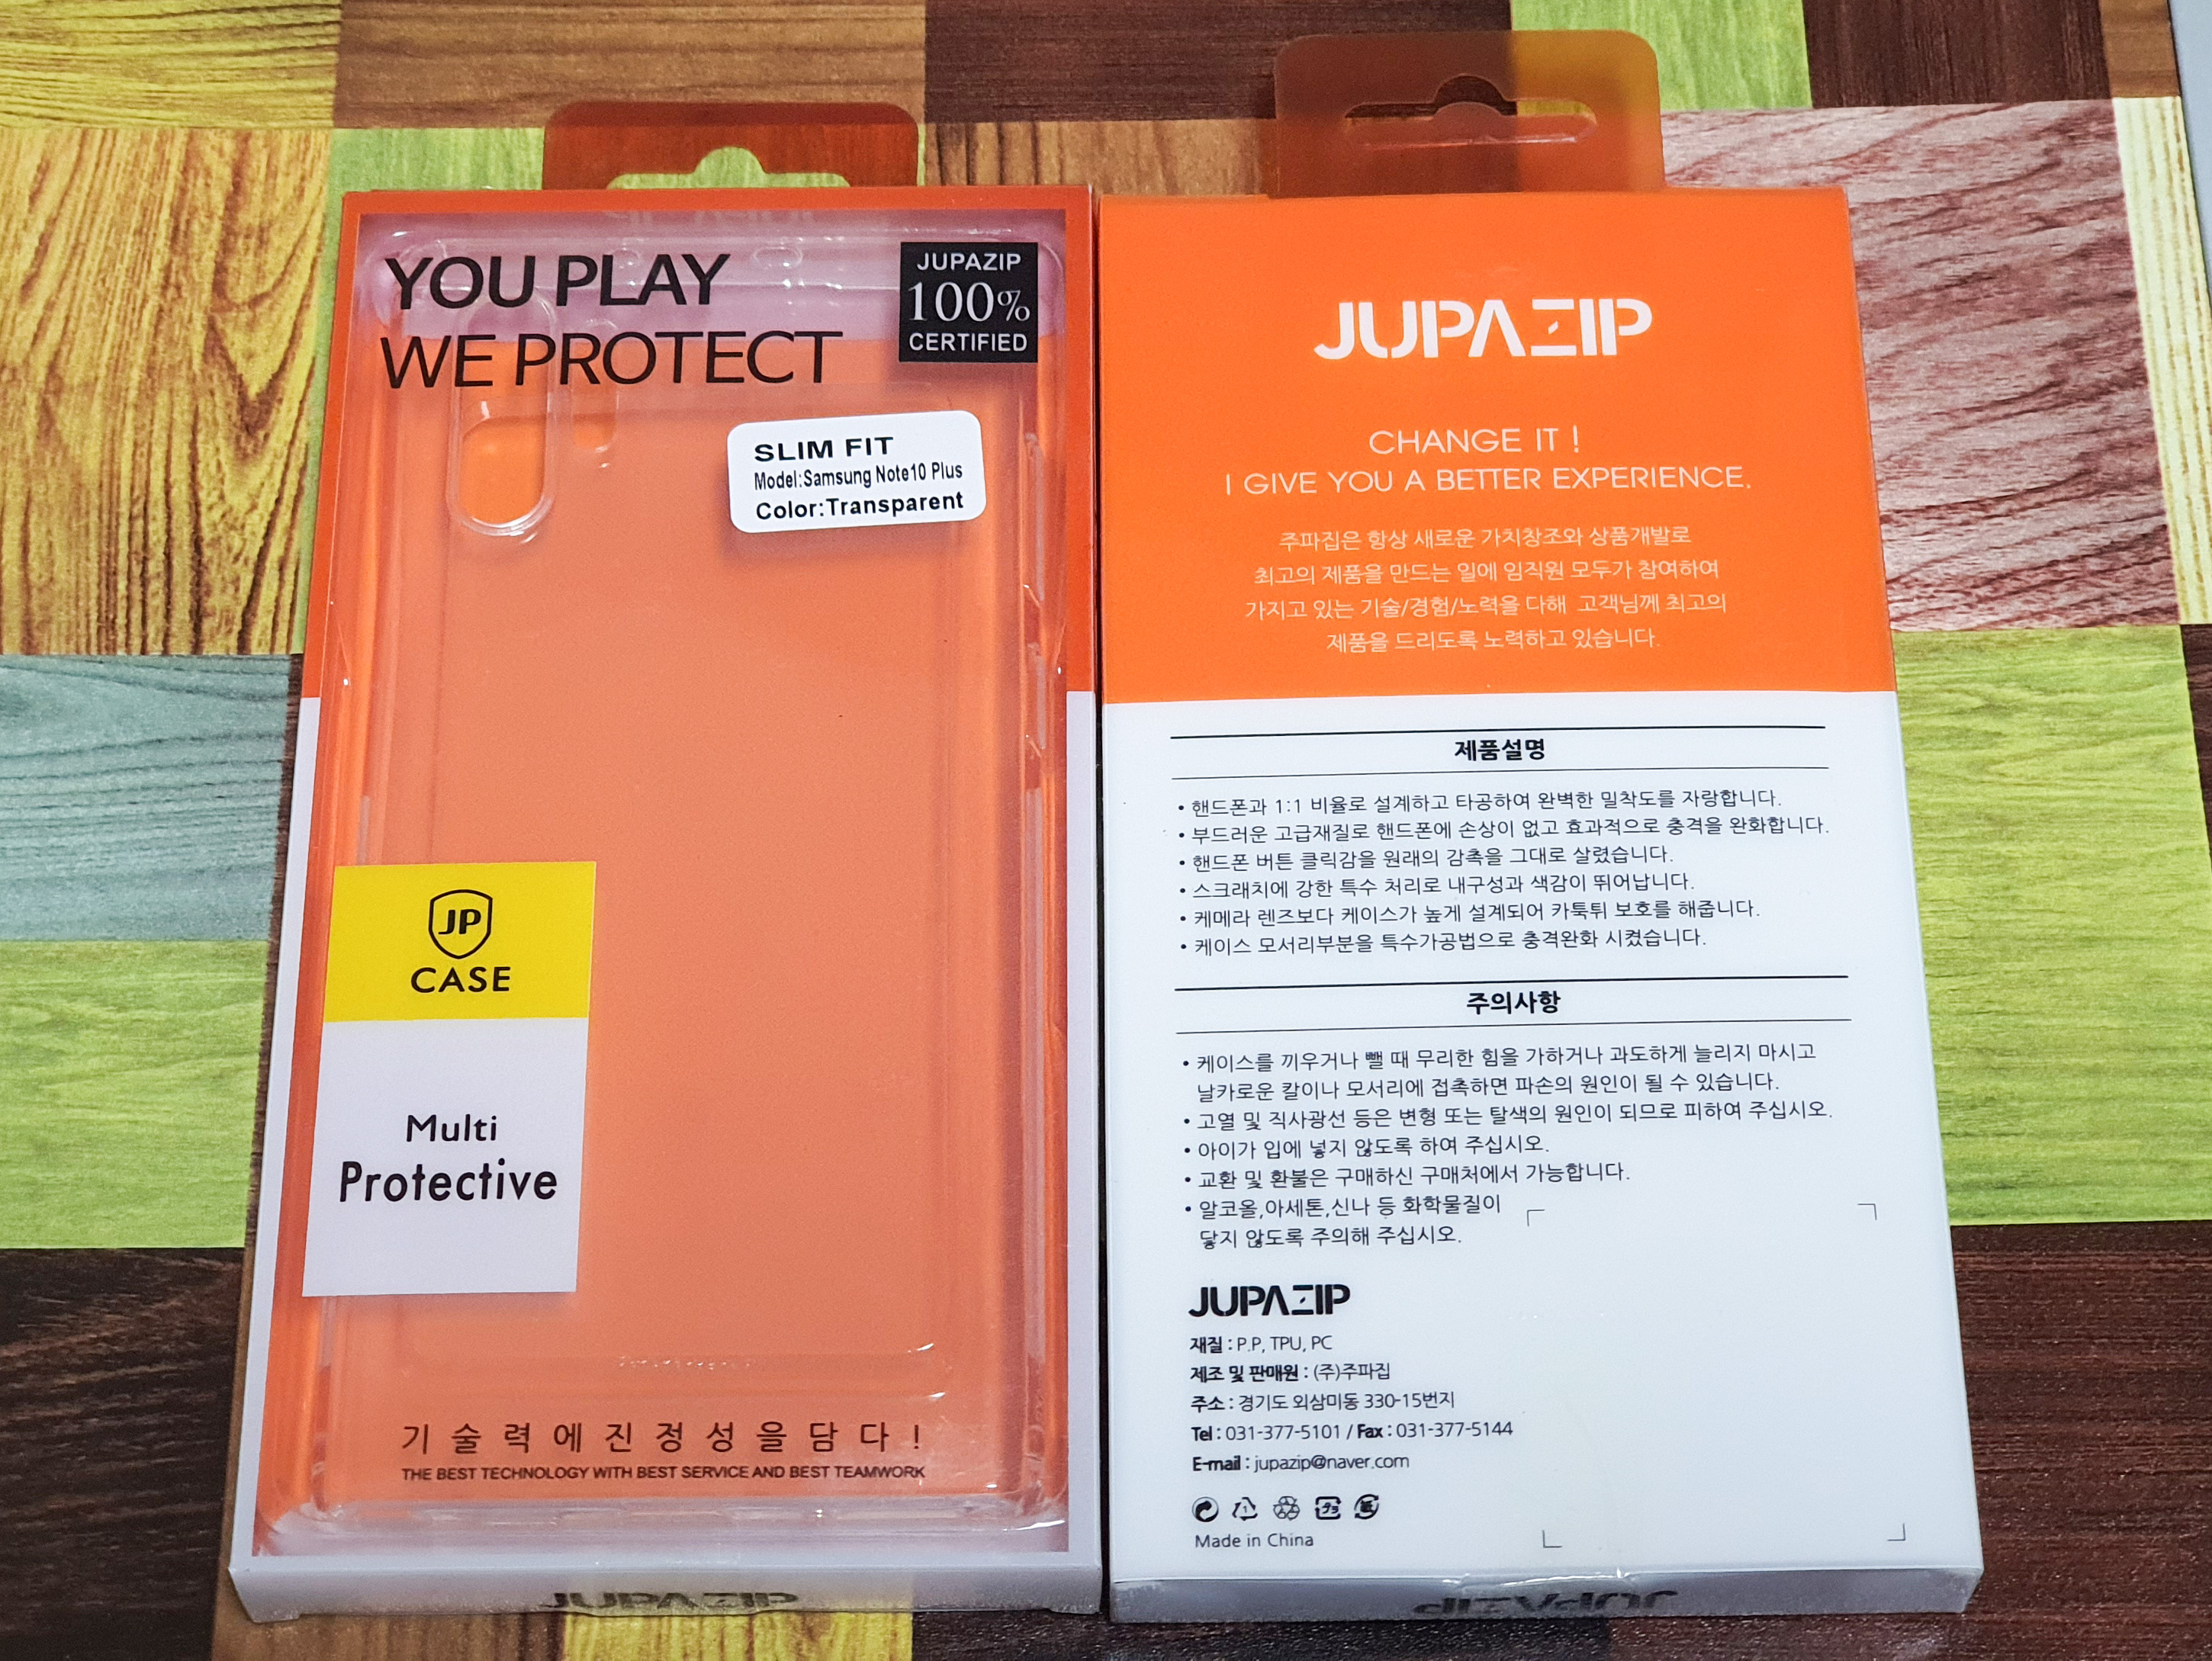 YOU PLAY
WE PROTECT
JUPAZIP
100%
CERTIFIED
SLIM FIT
Model:Samsung Note10 Plus
Color:Transparent
JP
CASE
Multi
Protective
기술력에진정성을담다!
THE BEST TECHNOLOGY WITH BEST SERVICE AND BEST TEAMWORK
JUPAZIP
JUPAZIP
CHANGE IT !
I GIVE YOU A BETTER EXPERIENCE.
주파집은 항상 새로운 가치창조와 상품개발로
최고의 제품을 만드는 일에 임직원 모두가 참여하여
가지고 있는 기술/경험/노력을 다해 고객님께 최고의
제품을 드리도록 노력하고 있습니다.
제품설명
• 핸드폰과 1:1 비율로 설계하고 타공하여 완벽한 밀착도를 자랑합니다.
• 부드러운 고급재질로 핸드폰에 손상이 없고 효과적으로 충격을 완화합니다.
• 핸드폰 버튼 클릭감을 원래의 감촉을 그대로 살렸습니다.
• 스크래치에 강한 특수 처리로 내구성과 색감이 뛰어납니다.
• 케메라 렌즈보다 케이스가 높게 설계되어 카툭튀 보호를 해줍니다.
• 케이스 모서리부분을 특수가공법으로 충격완화 시켰습니다.
주의사항
• 케이스를 끼우거나 뺄 때 무리한 힘을 가하거나 과도하게 늘리지 마시고
날카로운 칼이나 모서리에 접촉하면 파손의 원인이 될 수 있습니다.
• 고열 및 직사광선 등은 변형 또는 탈색의 원인이 되므로 피하여 주십시오.
• 아이가 입에 넣지 않도록 하여 주십시오.
• 교환 및 환불은 구매하신 구매처에서 가능합니다.
• 알코올,아세톤,신나 등 화학물질이
닿지 않도록 주의해 주십시오.
JUPAZIP
재질 : P.P, TPU, PC
제조 및 판매원 : (주)주파집
주소 : 경기도 외삼미동 330-15번지
Tel : 031-377-5101 / Fax : 031-377-5144
E-mail : jupazip@naver.com
Made in China
JUPAZIP